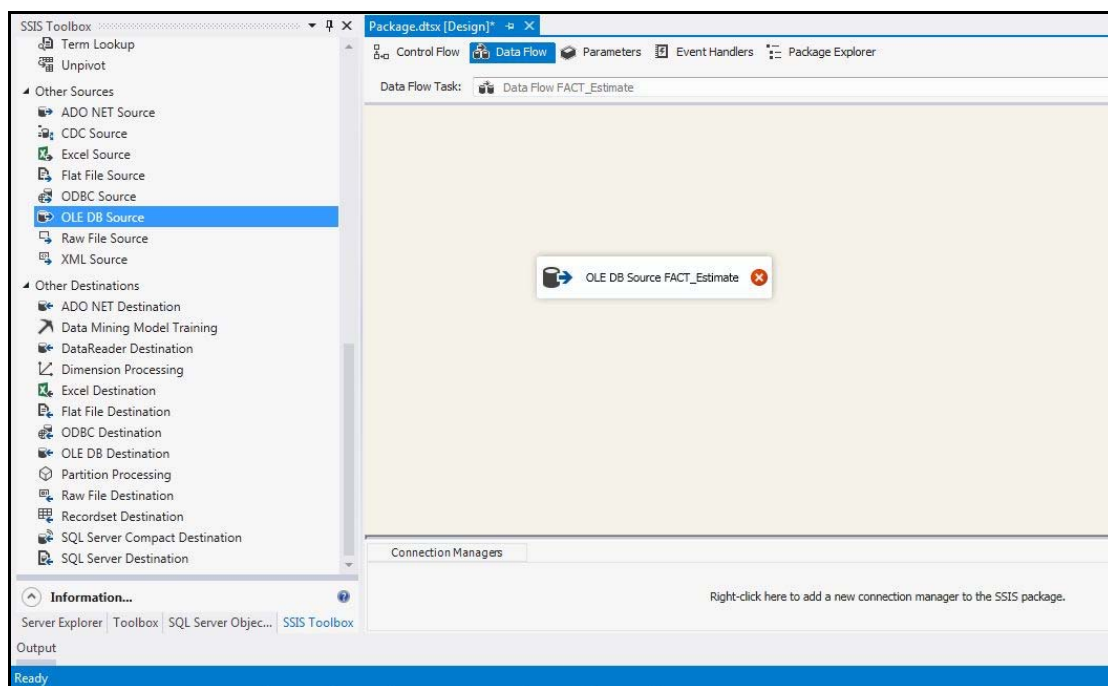 SSIS Toolbox
Term Lookup
Unpivot
Other Sources
ADO NET Source
CDC Source
Excel Source
Flat File Source
ODBC Source
OLE DB Source
Raw File Source
XML Source
Other Destinations
ADO NET Destination
Data Mining Model Training
DataReader Destination
Dimension Processing
Excel Destination
Flat File Destination
ODBC Destination
OLE DB Destination
Partition Processing
Raw File Destination
Recordset Destination
SQL Server Compact Destination
SQL Server Destination
Information...
Server Explorer Toolbox SQL Server Objec... SSIS Toolbox
Package.dtsx [Design]*
Control Flow Data Flow Parameters Event Handlers Package Explorer
Data Flow Task: Data Flow FACT_Estimate
OLE DB Source FACT_Estimate
Connection Managers
Right-click here to add a new connection manager to the SSIS package.
Output
Ready